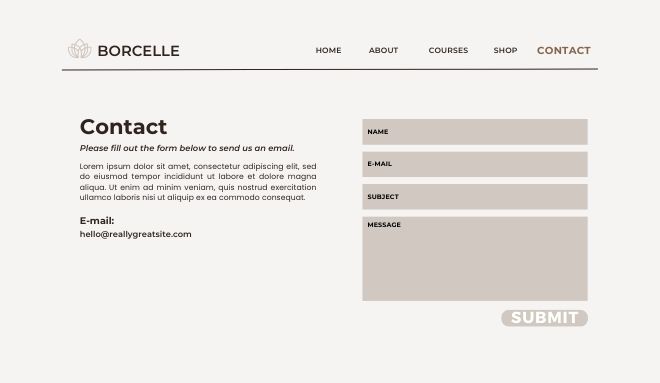 BORCELLE
HOME ABOUT COURSES SHOP CONTACT
Contact
Please fill out the form below to send us an email.
Lorem ipsum dolor sit amet, consectetur adipiscing elit, sed
do eiusmod tempor incididunt ut labore et dolore magna
aliqua. Ut enim ad minim veniam, quis nostrud exercitation
ullamco laboris nisi ut aliquip ex ea commodo consequat.
E-mail:
hello@reallygreatsite.com
NAME
E-MAIL
SUBJECT
MESSAGE
SUBMIT